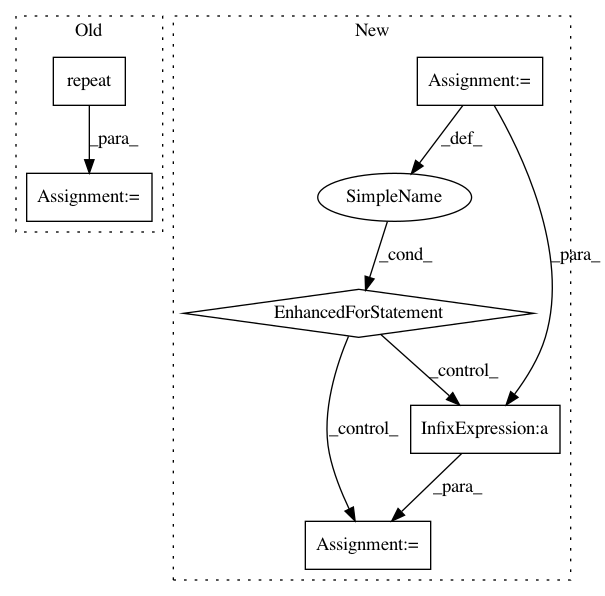 Old
New
repeat
Assignment:=
_para_
_def_
Assignment:=
SimpleName
_cond_
_para_
EnhancedForStatement
_control_
_control_
InfixExpression:a
_para_
Assignment:=